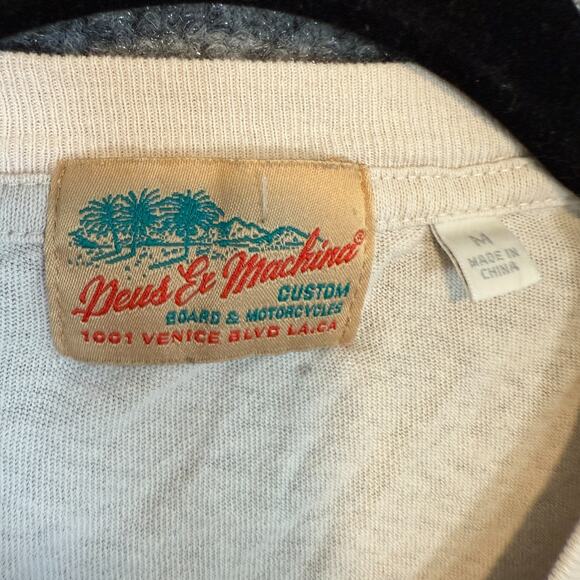 Deus Ex Machina®
CUSTOM
BOARD & MOTORCYCLES
1001 VENICE BLVD LA.CA
M
MADE IN
CHINA